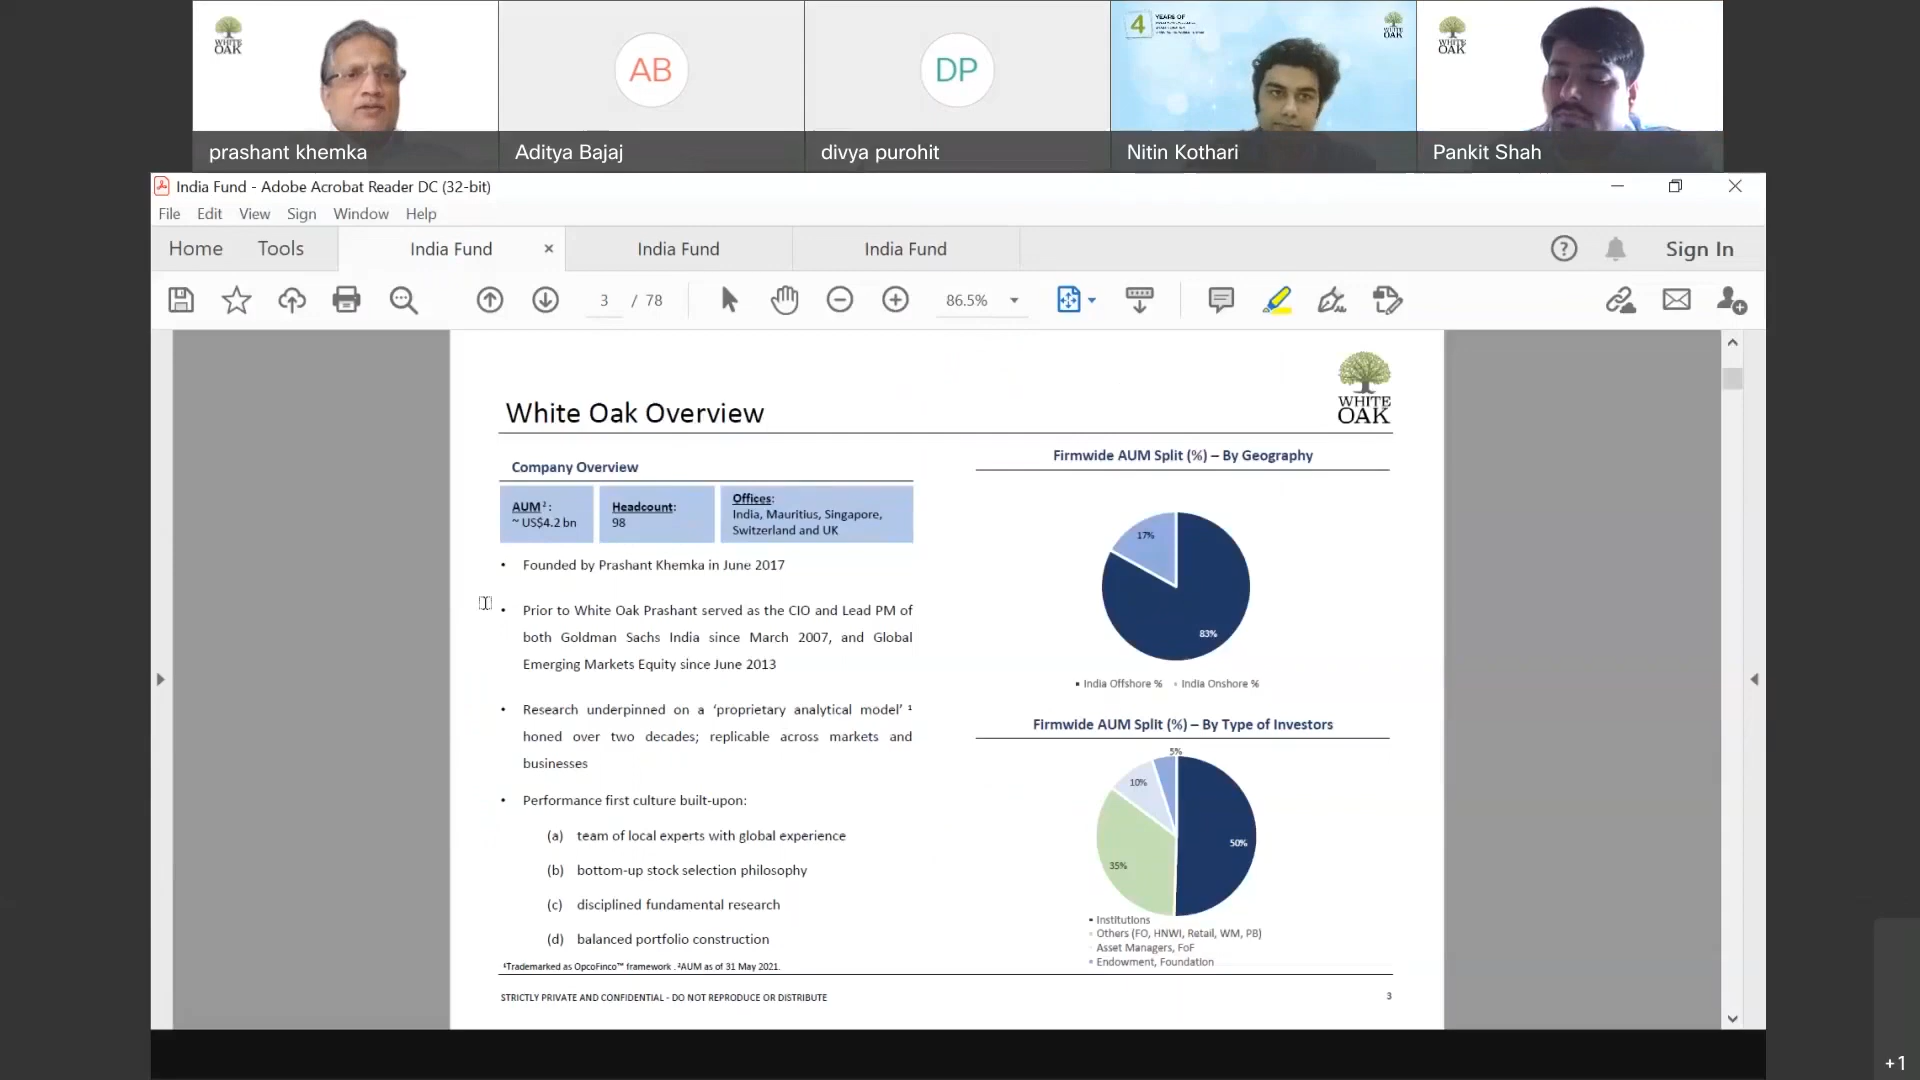 WHITE
OAK
AB
DP
4 YEARS OF
WHITE
OAK
WHITE
OAK
prashant khemka
Aditya Bajaj
divya purohit
Nitin Kothari
Pankit Shah
India Fund - Adobe Acrobat Reader DC (32-bit)
File Edit View Sign Window Help
Home Tools India Fund × India Fund India Fund ? Sign In
3 / 78 86.5%
WHITE
OAK
White Oak Overview
Company Overview
AUM²:
~ US$4.2 bn
Headcount:
98
Offices:
India, Mauritius, Singapore,
Switzerland and UK
• Founded by Prashant Khemka in June 2017
• Prior to White Oak Prashant served as the CIO and Lead PM of
both Goldman Sachs India since March 2007, and Global
Emerging Markets Equity since June 2013
• Research underpinned on a ‘proprietary analytical model’ ¹
honed over two decades; replicable across markets and
businesses
• Performance first culture built-upon:
(a) team of local experts with global experience
(b) bottom-up stock selection philosophy
(c) disciplined fundamental research
(d) balanced portfolio construction
¹Trademarked as OpcoFinco™ framework . ²AUM as of 31 May 2021.
Firmwide AUM Split (%) – By Geography
17%
83%
India Offshore % India Onshore %
Firmwide AUM Split (%) – By Type of Investors
5%
10%
50%
35%
Institutions
Others (FO, HNWI, Retail, WM, PB)
Asset Managers, FoF
Endowment, Foundation
STRICTLY PRIVATE AND CONFIDENTIAL - DO NOT REPRODUCE OR DISTRIBUTE
3
+1